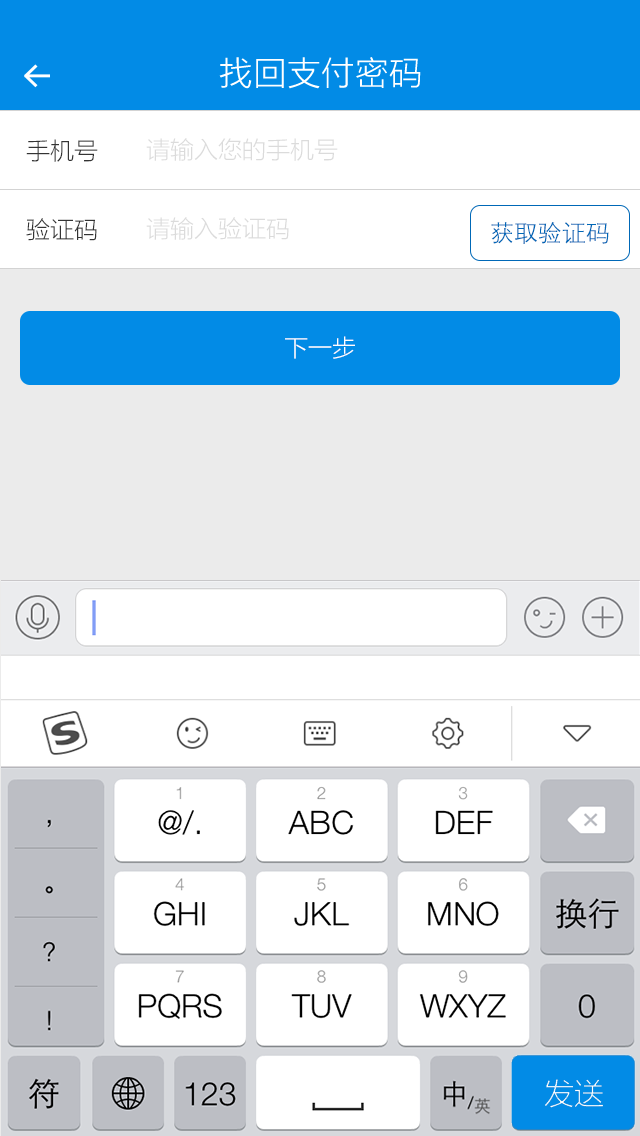 找回支付密码
手机号 请输入您的手机号
验证码 请输入验证码 获取验证码
下一步
S
, 1 @/. 2 ABC 3 DEF
。 4 GHI 5 JKL 6 MNO 换行
?
! 7 PQRS 8 TUV 9 WXYZ 0
符 123 中/英 发送